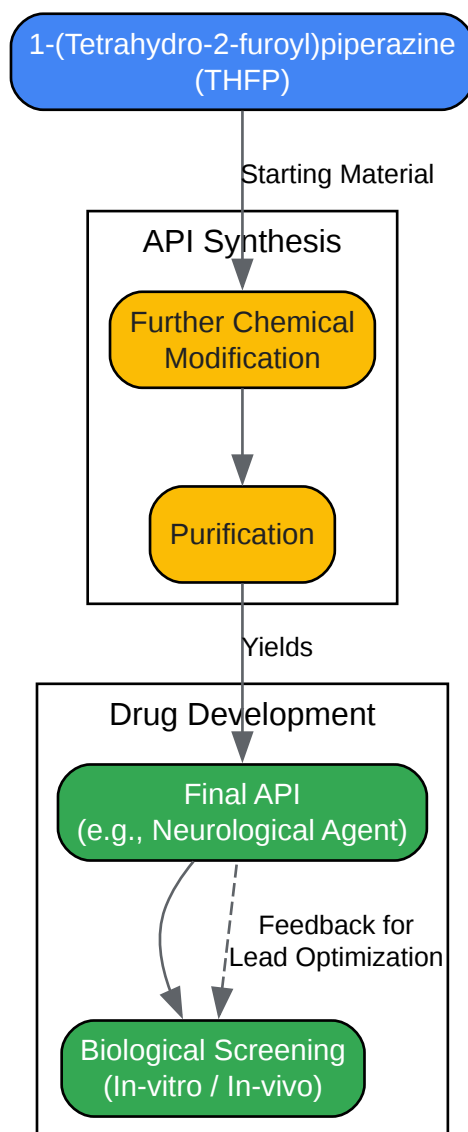 1-(Tetrahydro-2-furoyl)piperazine
(THFP)
Starting Material
API Synthesis
Further Chemical
Modification
Purification
Yields
Drug Development
Final API
(e.g., Neurological Agent)
Feedback for
Lead Optimization
Biological Screening
(In-vitro / In-vivo)